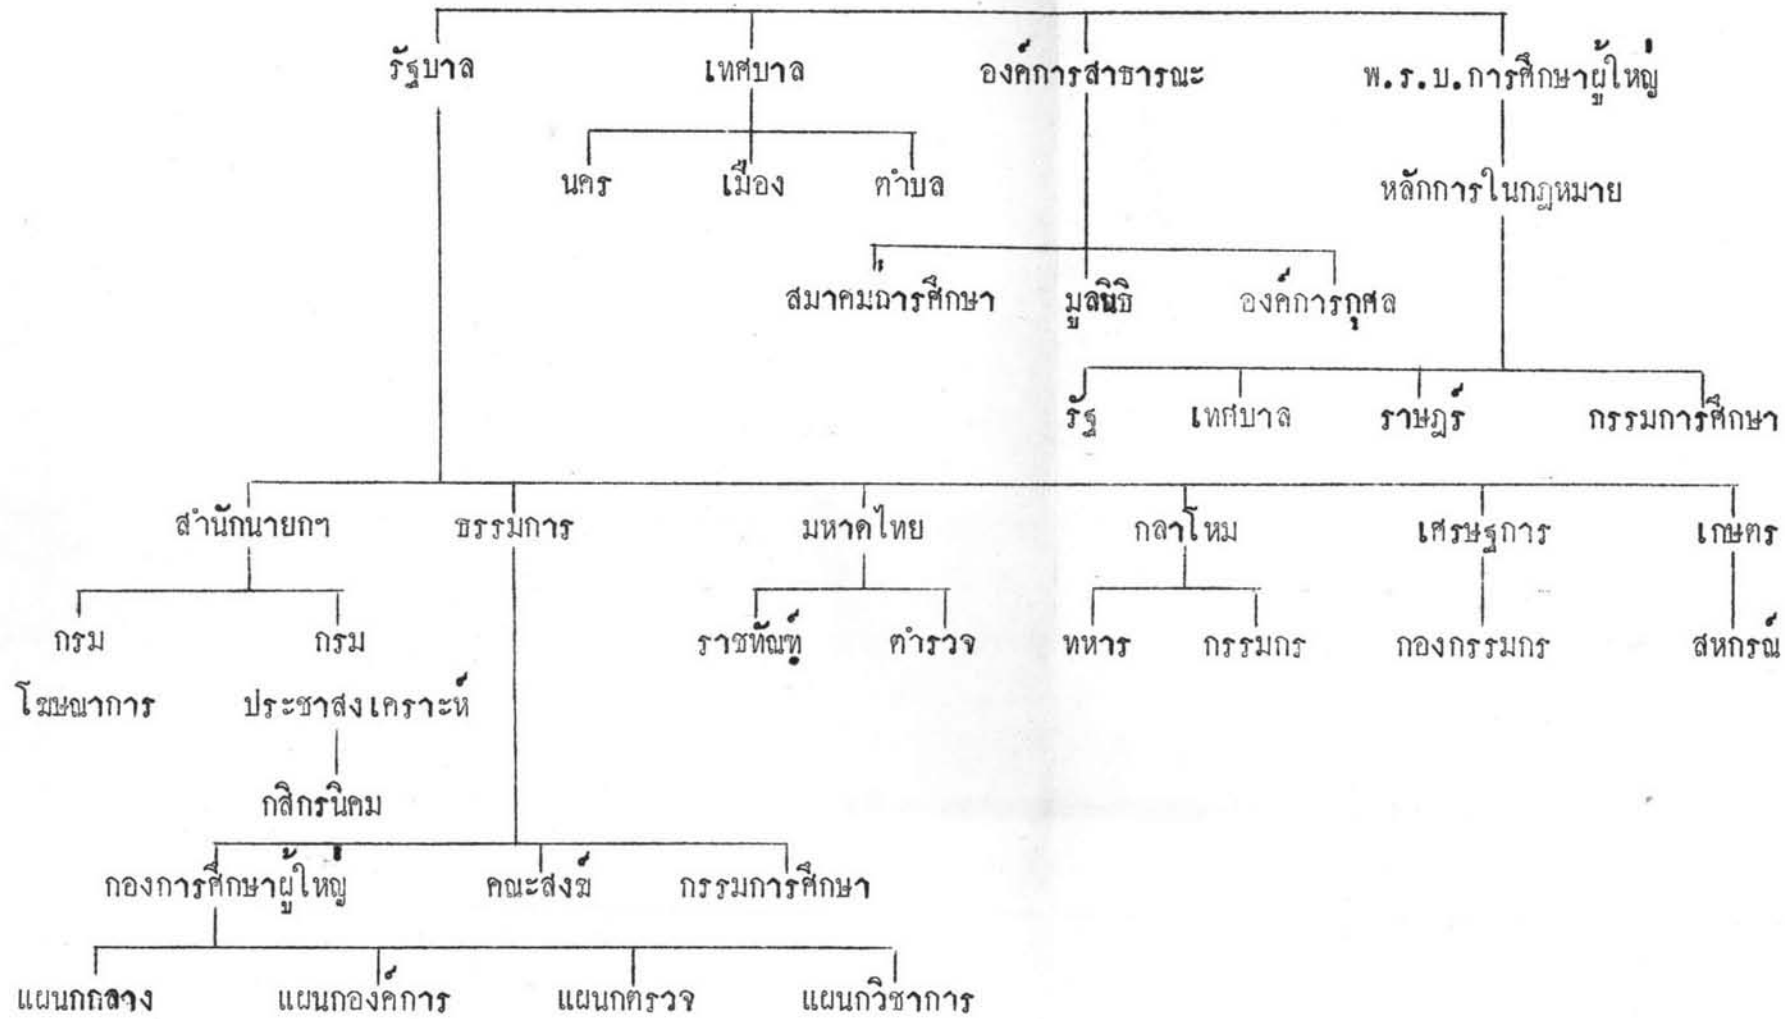 รัฐบาล เทศบาล องค์การสาธารณะ พ.ร.บ.การศึกษาผู้ใหญ่
นคร เมือง ตำบล หลักการในกฎหมาย
สมาคมการศึกษา มูลนิธิ องค์การกุศล
รัฐ เทศบาล ราษฎร์ กรรมการศึกษา
สำนักนายกฯ ธรรมการ มหาดไทย กลาโหม เศรษฐการ เกษตร
กรม กรม ราชทัณฑ์ ตำรวจ ทหาร กรรมกร กองกรรมกร สหกรณ์
โฆษณาการ ประชาสงเคราะห์
กสิกรนิคม
กองการศึกษาผู้ใหญ่ คณะสงฆ์ กรรมการศึกษา
แผนกกลาง แผนกองค์การ แผนกตรวจ แผนกวิชาการ